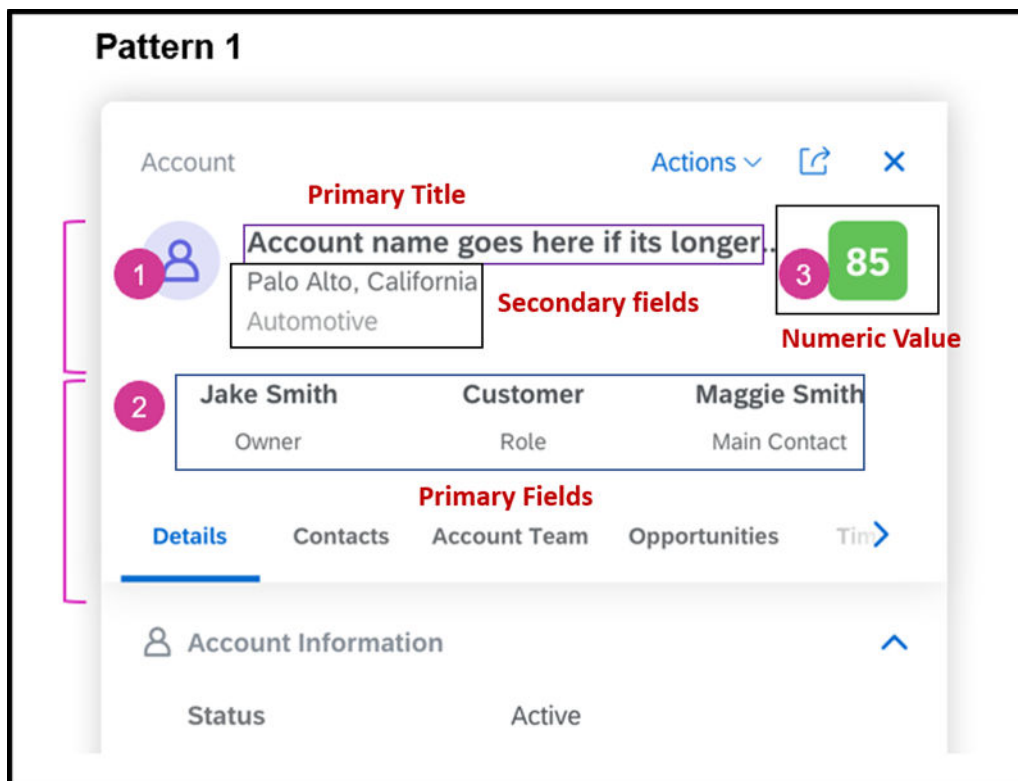 Pattern 1
Account
Actions
Primary Title
Account name goes here if its longer..
1
3
85
Palo Alto, California
Secondary fields
Automotive
Numeric Value
2
Jake Smith Customer Maggie Smith
Owner Role Main Contact
Primary Fields
Details Contacts Account Team Opportunities Tim
Account Information
Status Active